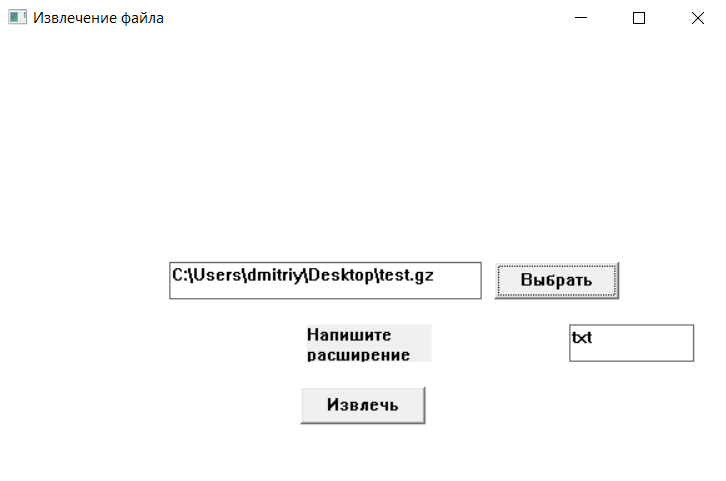 Извлечение файла
C:\Users\dmitriy\Desktop\test.gz
Выбрать
Напишите
расширение
txt
Извлечь